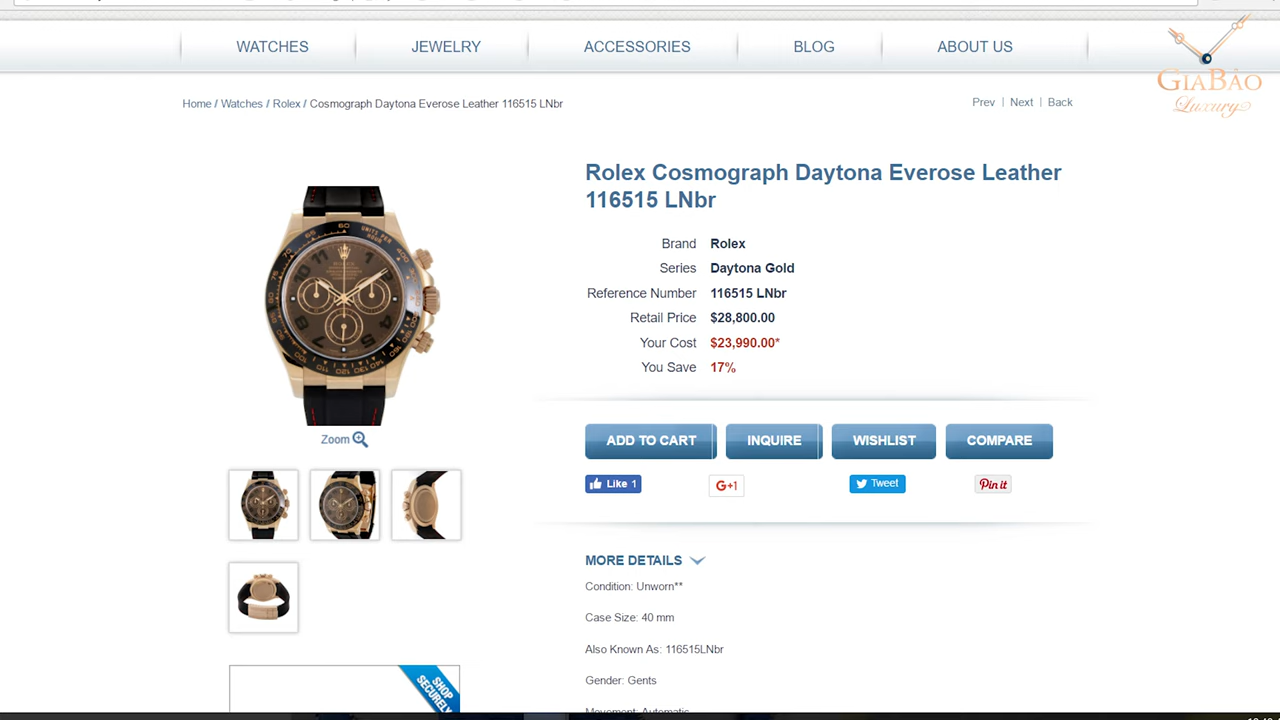 WATCHES JEWELRY ACCESSORIES BLOG ABOUT US
GIABẢO
Luxury
Home / Watches / Rolex / Cosmograph Daytona Everose Leather 116515 LNbr
Prev | Next | Back
Rolex Cosmograph Daytona Everose Leather
116515 LNbr
Brand Rolex
Series Daytona Gold
Reference Number 116515 LNbr
Retail Price $28,800.00
Your Cost $23,990.00*
You Save 17%
Zoom
ADD TO CART INQUIRE WISHLIST COMPARE
Like 1 G+1 Tweet Pin it
MORE DETAILS
Condition: Unworn**
Case Size: 40 mm
Also Known As: 116515LNbr
Gender: Gents
Movement: Automatic
SHOP
SECURELY